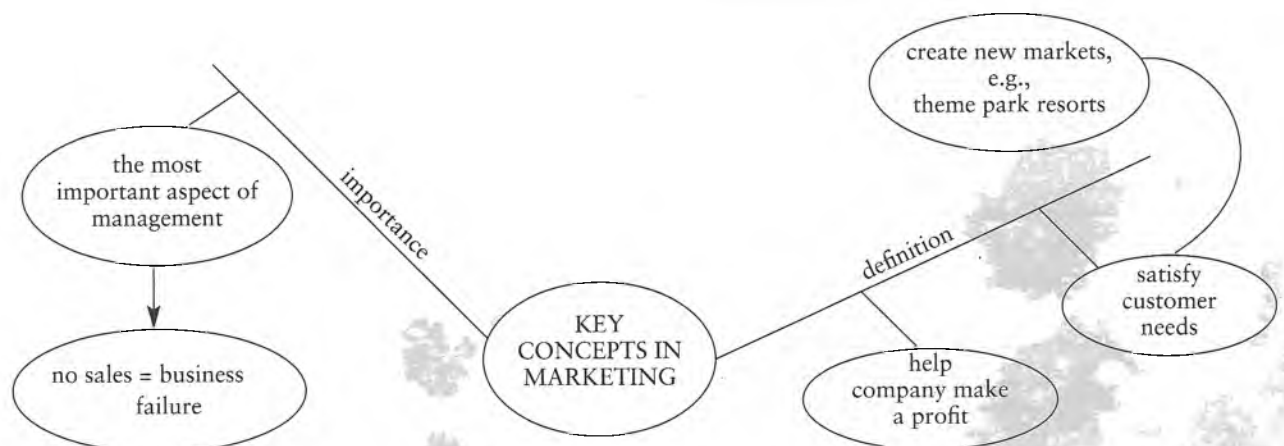 create new markets,
e.g.,
theme park resorts
the most
important aspect of
management
importance
definition
satisfy
customer
needs
KEY
CONCEPTS IN
MARKETING
no sales = business
failure
help
company make
a profit